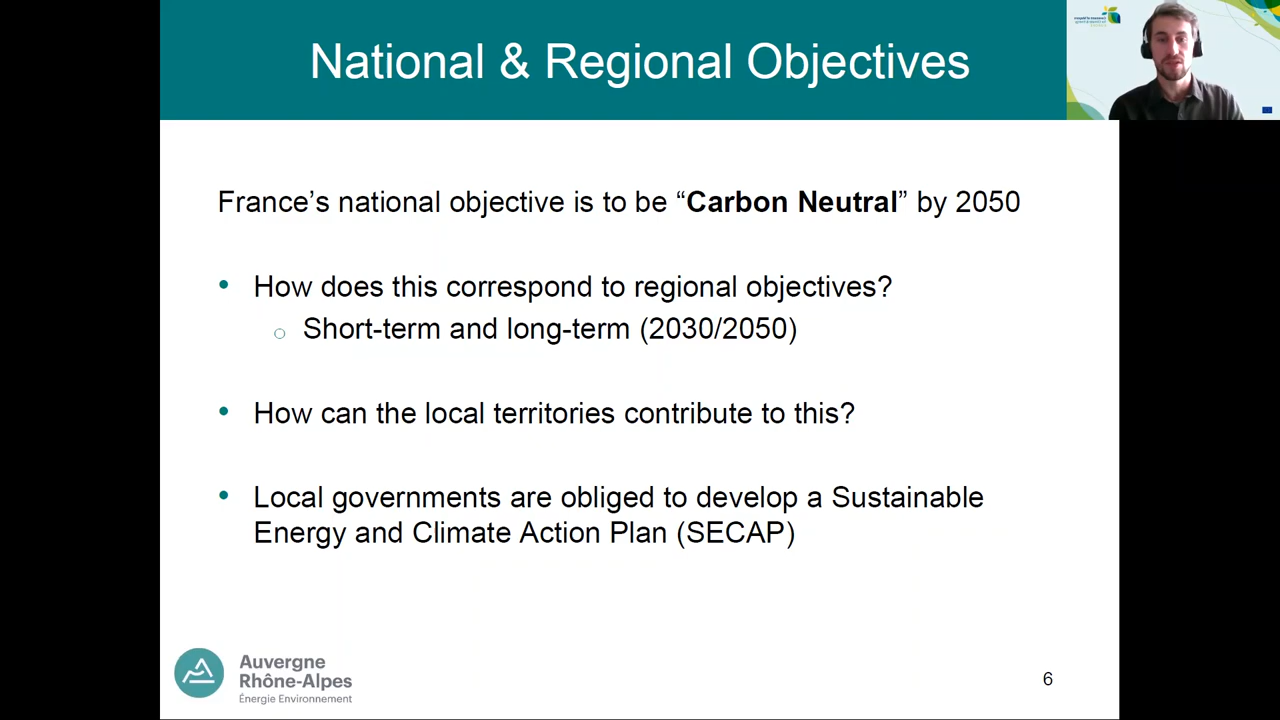 National & Regional Objectives
France’s national objective is to be “Carbon Neutral” by 2050
• How does this correspond to regional objectives?
○ Short-term and long-term (2030/2050)
• How can the local territories contribute to this?
• Local governments are obliged to develop a Sustainable
Energy and Climate Action Plan (SECAP)
Auvergne
Rhône-Alpes
Énergie Environnement
6